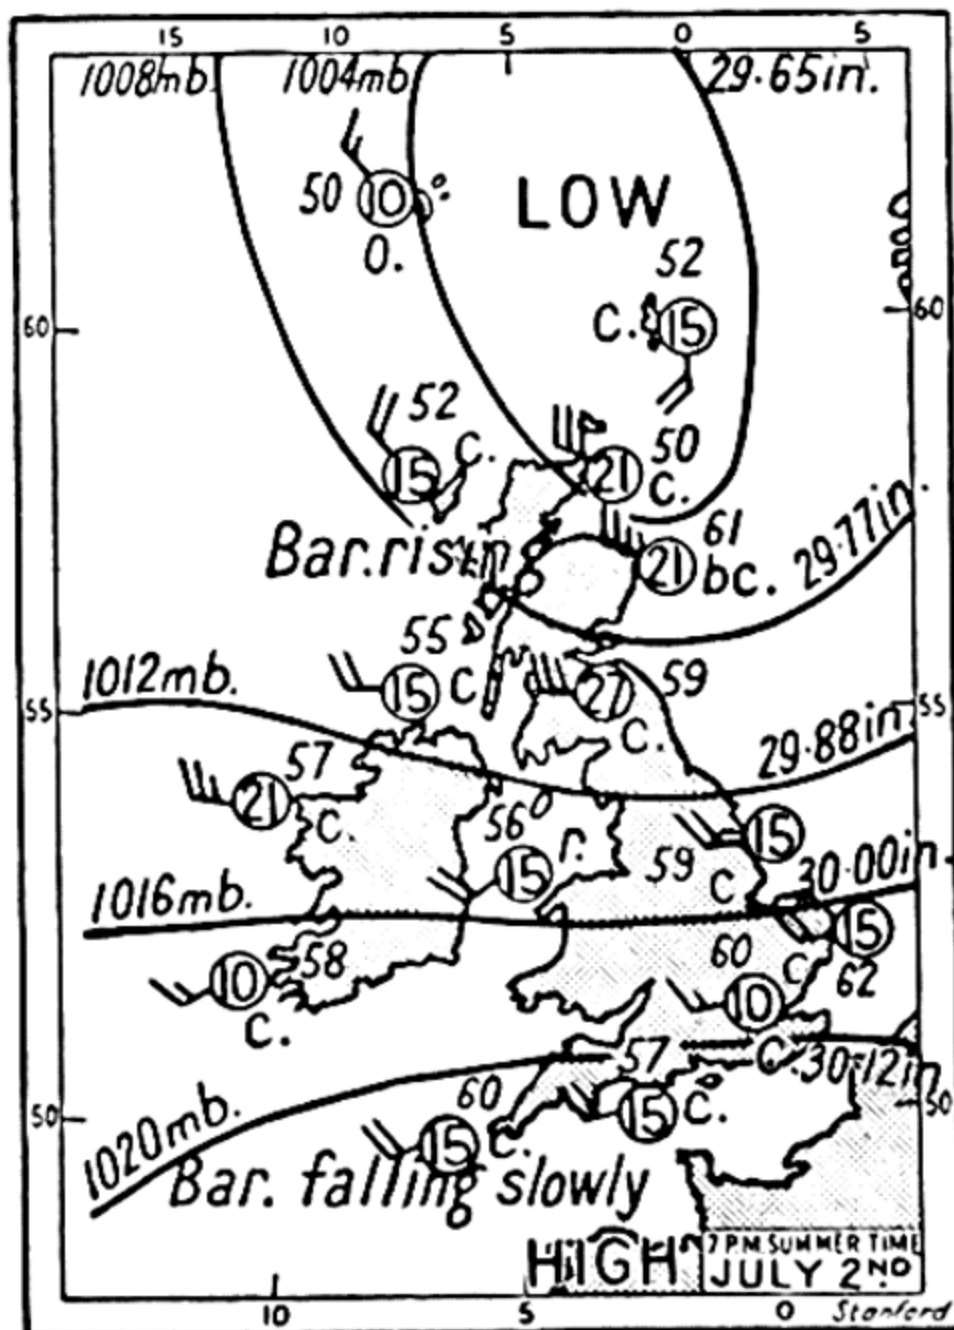 15 10 5 0 5
1008mb. 1004mb 29·65in.
50 10
LOW
O.
52
60 C. 15 60
52
15 C. 21 50
C.
29·77in.
Bar.risin 61
21 bc.
55
15 C 27 59
1012mb.
55 C. 55
29·88in.
57
21 C. 56 15
r. 59
15 C 30·00in.
1016mb.
58 60 15
10 C 62
C. 10
57 C. 30·12in
60 15 C.
50 50
1020mb. 15 C.
Bar. falling slowly
HIGH 7 P.M. SUMMER TIME
JULY 2ND
10 5 0 Stanford